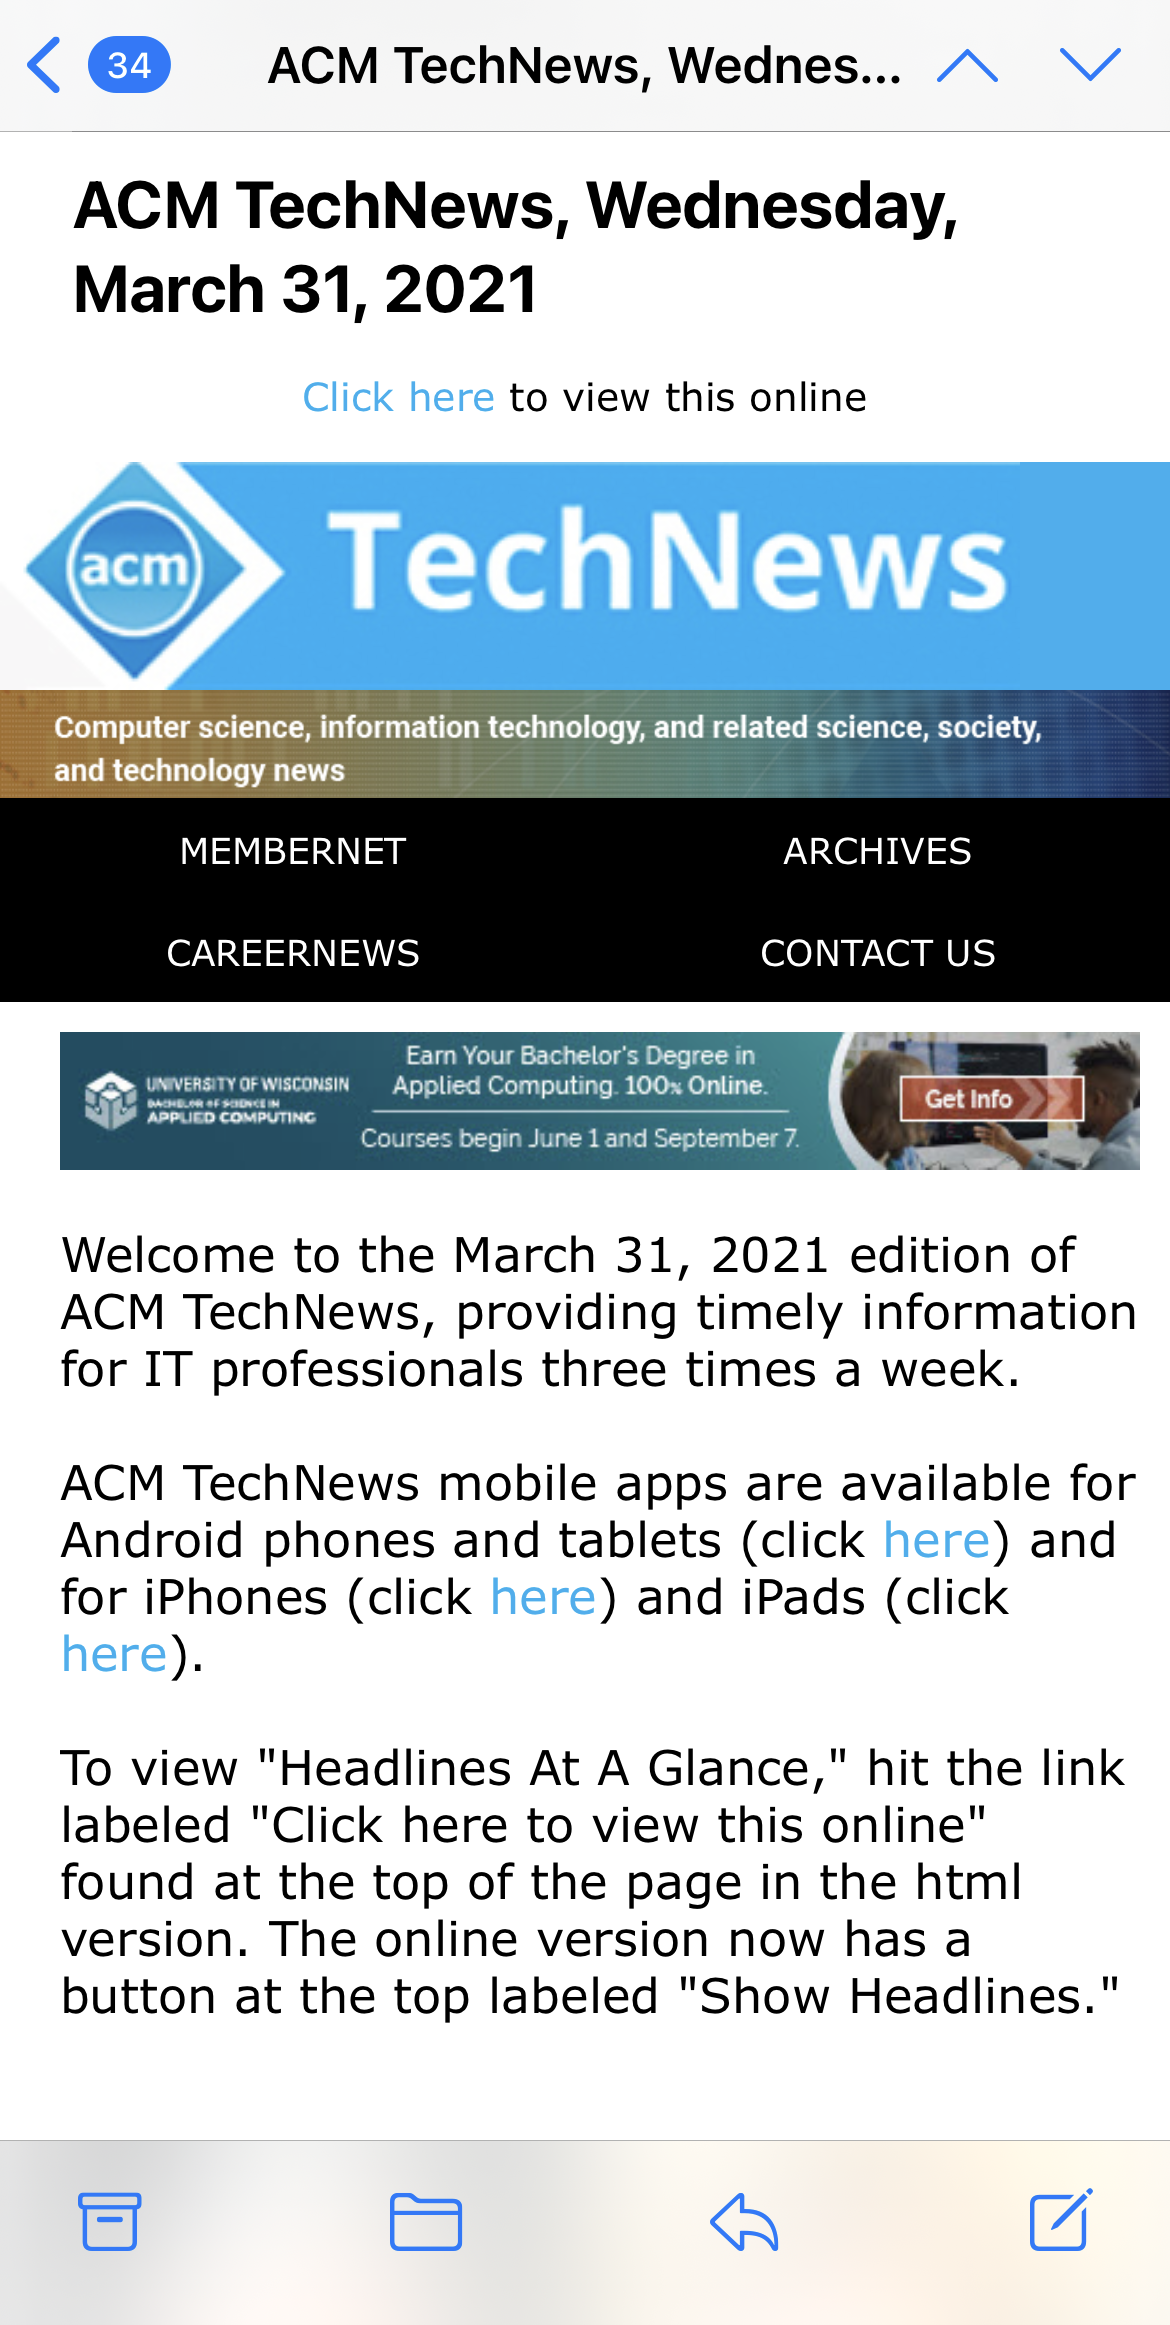 34
ACM TechNews, Wednes...
ACM TechNews, Wednesday,
March 31, 2021
Click here to view this online
acm
TechNews
Computer science, information technology, and related science, society,
and technology news
MEMBERNET
ARCHIVES
CAREERNEWS
CONTACT US
UNIVERSITY OF WISCONSIN
BACHELOR OF SCIENCE IN
APPLIED COMPUTING
Earn Your Bachelor's Degree in
Applied Computing. 100% Online.
Courses begin June 1 and September 7.
Get Info
Welcome to the March 31, 2021 edition of
ACM TechNews, providing timely information
for IT professionals three times a week.
ACM TechNews mobile apps are available for
Android phones and tablets (click here) and
for iPhones (click here) and iPads (click
here).
To view "Headlines At A Glance," hit the link
labeled "Click here to view this online"
found at the top of the page in the html
version. The online version now has a
button at the top labeled "Show Headlines."